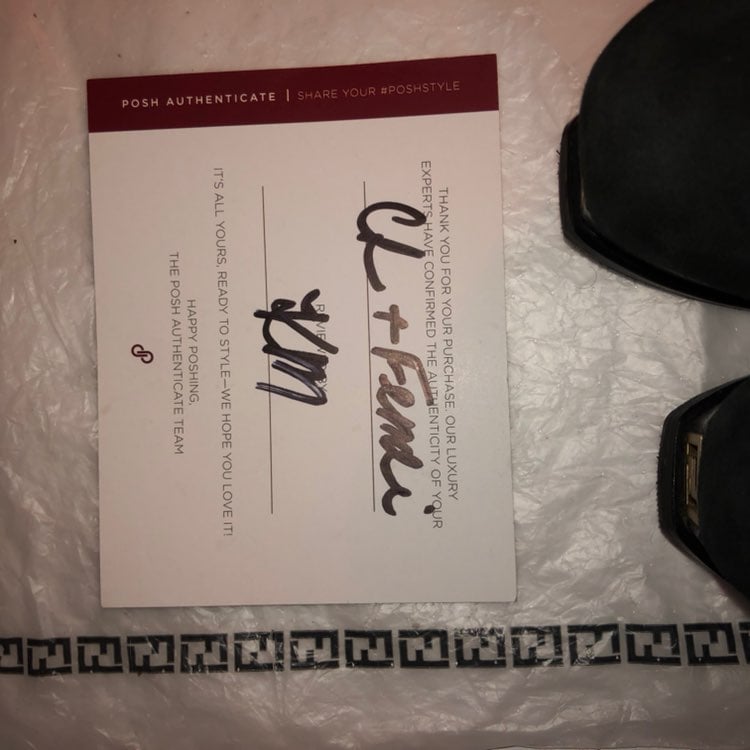 POSH AUTHENTICATE | SHARE YOUR #POSHSTYLE
THANK YOU FOR YOUR PURCHASE. OUR LUXURY
EXPERTS HAVE CONFIRMED THE AUTHENTICITY OF YOUR
CL + Fendi
KM
IT'S ALL YOURS, READY TO STYLE—WE HOPE YOU LOVE IT!
HAPPY POSHING,
THE POSH AUTHENTICATE TEAM